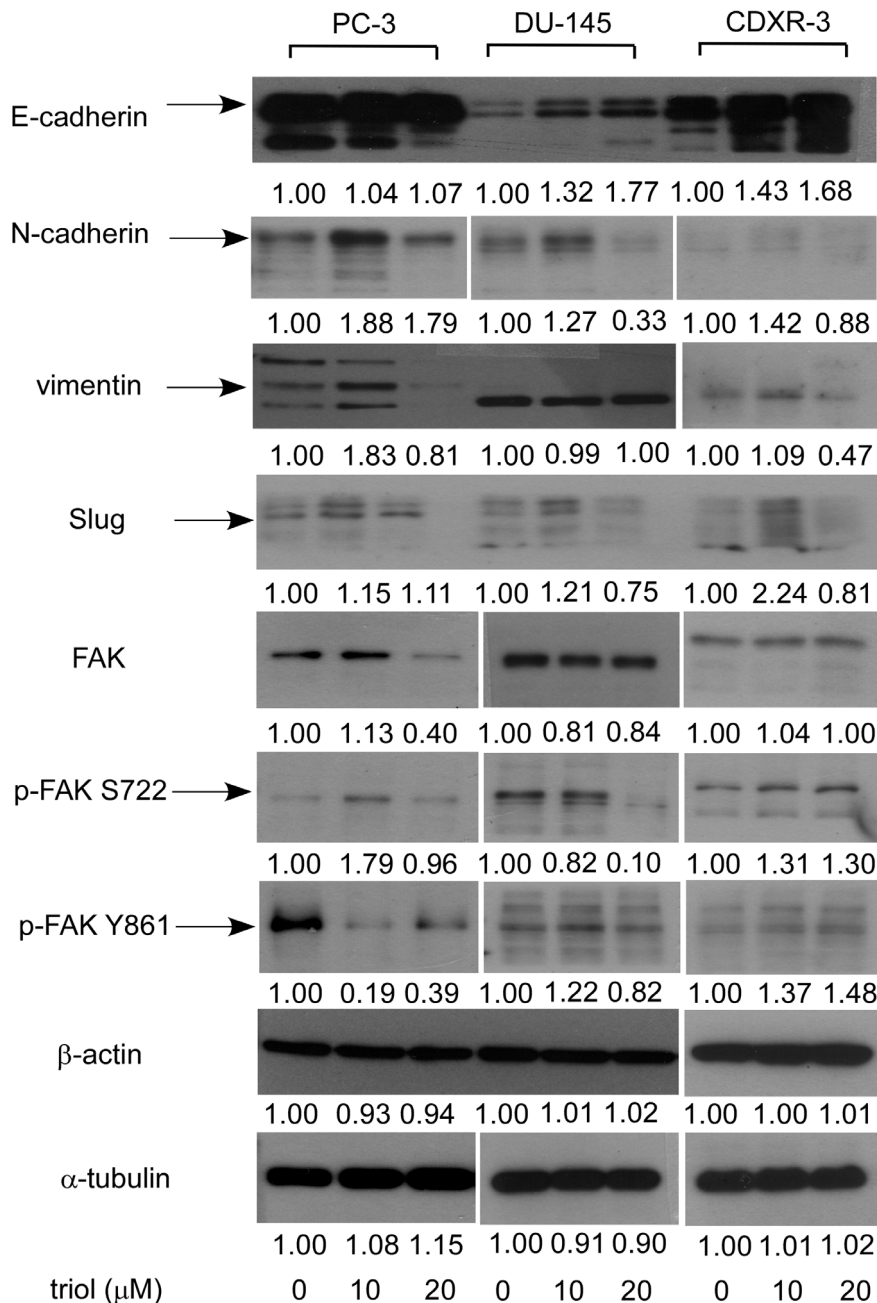 PC-3 DU-145 CDXR-3
E-cadherin
1.00 1.04 1.07 1.00 1.32 1.77 1.00 1.43 1.68
N-cadherin
1.00 1.88 1.79 1.00 1.27 0.33 1.00 1.42 0.88
vimentin
1.00 1.83 0.81 1.00 0.99 1.00 1.00 1.09 0.47
Slug
1.00 1.15 1.11 1.00 1.21 0.75 1.00 2.24 0.81
FAK
1.00 1.13 0.40 1.00 0.81 0.84 1.00 1.04 1.00
p-FAK S722
1.00 1.79 0.96 1.00 0.82 0.10 1.00 1.31 1.30
p-FAK Y861
1.00 0.19 0.39 1.00 1.22 0.82 1.00 1.37 1.48
β-actin
1.00 0.93 0.94 1.00 1.01 1.02 1.00 1.00 1.01
α-tubulin
1.00 1.08 1.15 1.00 0.91 0.90 1.00 1.01 1.02
triol (μM) 0 10 20 0 10 20 0 10 20